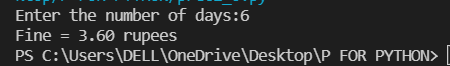 Enter the number of days:6
Fine = 3.60 rupees
PS C:\Users\DELL\OneDrive\Desktop\P FOR PYTHON>